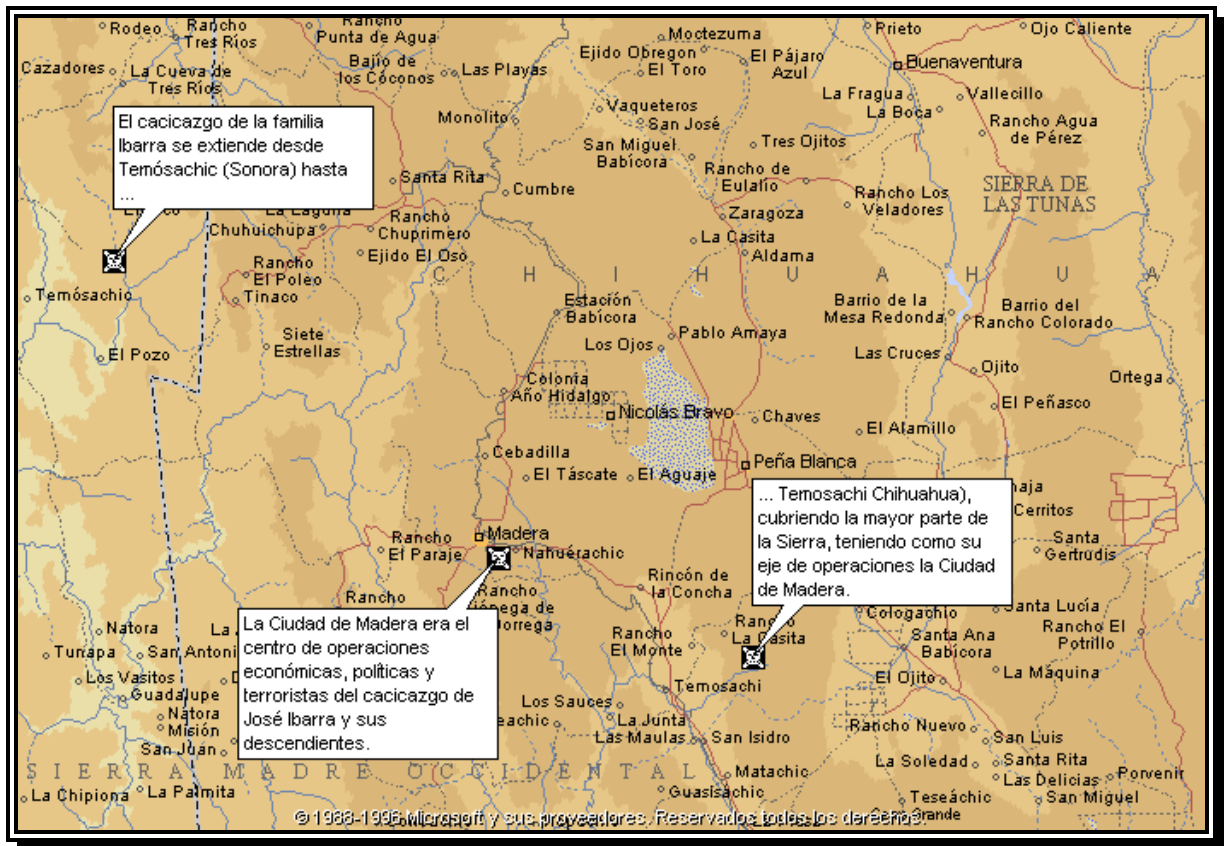 Rodeo
Rancho
Tres Ríos
Rancho
Punta de Agua
Moctezuma
Prieto
Ojo Caliente
Cazadores
La Cueva de
Tres Ríos
Bajío de
los Cóconos
Las Playas
Ejido Obregon
El Toro
El Pájaro
Azul
Buenaventura
Monolito
Vaqueteros
San José
La Fragua
La Boca
Vallecillo
Rancho Agua
de Pérez
El cacicazgo de la familia
Ibarra se extiende desde
Temósachic (Sonora) hasta
...
San Miguel
Babícora
Tres Ojitos
Santa Rita
Cumbre
Rancho de
Eulalio
Rancho Los
Veladores
SIERRA DE
LAS TUNAS
La Laguna
Chuhuichupa
Rancho
Chuprimero
Zaragoza
La Casita
Aldama
Ejido El Oso
Rancho
El Poleo
Tinaco
CHIHUAHUA
Temósachic
Estación
Babícora
Barrio de la
Mesa Redonda
Barrio del
Rancho Colorado
Siete
Estrellas
El Pozo
Los Ojos
Pablo Amaya
Las Cruces
Ojito
Ortega
Colonia
Año Hidalgo
Nicolás Bravo
Chaves
El Alamillo
El Peñasco
Cebadilla
El Táscate
El Aguaje
Peña Blanca
... Temosachi Chihuahua),
cubriendo la mayor parte de
la Sierra, teniendo como su
eje de operaciones la Ciudad
de Madera.
Cerritos
Santa
Gertrudis
Rancho
El Paraje
Madera
Nahuérachic
Rancho
Rancho
Rincón de
la Concha
La Ciudad de Madera era el
centro de operaciones
económicas, políticas y
terroristas del cacicazgo de
José Ibarra y sus
descendientes.
Natora
Tunapa
Los Vasitos
Guadalupe
Natora
Misión
San Juán
Rancho
El Monte
La Casita
Temosachi
Cologachio
Santa Lucía
Rancho El
Potrillo
Santa Ana
Babícora
El Ojito
La Máquina
Los Sauces
La Junta
Las Maulas
San Isidro
Rancho Nuevo
San Luis
La Soledad
Santa Rita
Las Delicias
Porvenir
San Miguel
SIERRA MADRE OCCIDENTAL
La Chipiona
La Palmita
Matachic
Guasisáchic
Teseáchic
© 1988-1996 Microsoft y sus proveedores. Reservados todos los derechos.